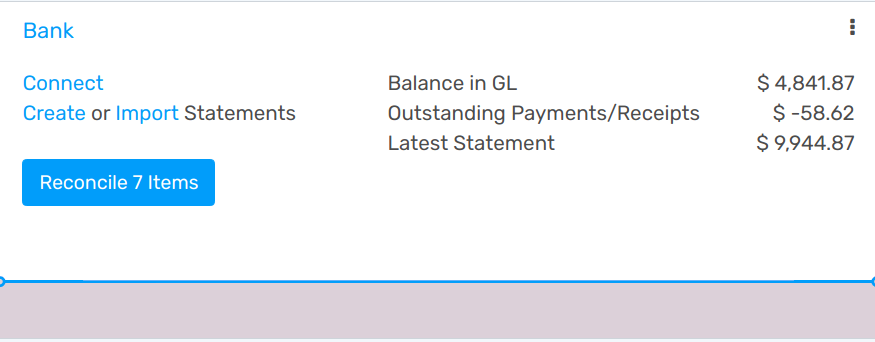 Bank
Connect
Create or Import Statements
Reconcile 7 Items
Balance in GL $ 4,841.87
Outstanding Payments/Receipts $ -58.62
Latest Statement $ 9,944.87